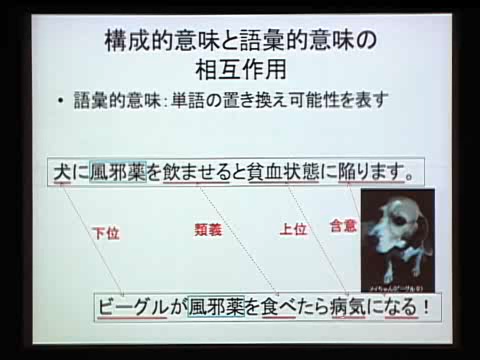 構成的意味と語彙的意味の
相互作用
• 語彙的意味:単語の置き換え可能性を表す
犬に風邪薬を飲ませると貧血状態に陥ります。
下位
類義
上位
含意
ビーグルが風邪薬を食べたら病気になる!